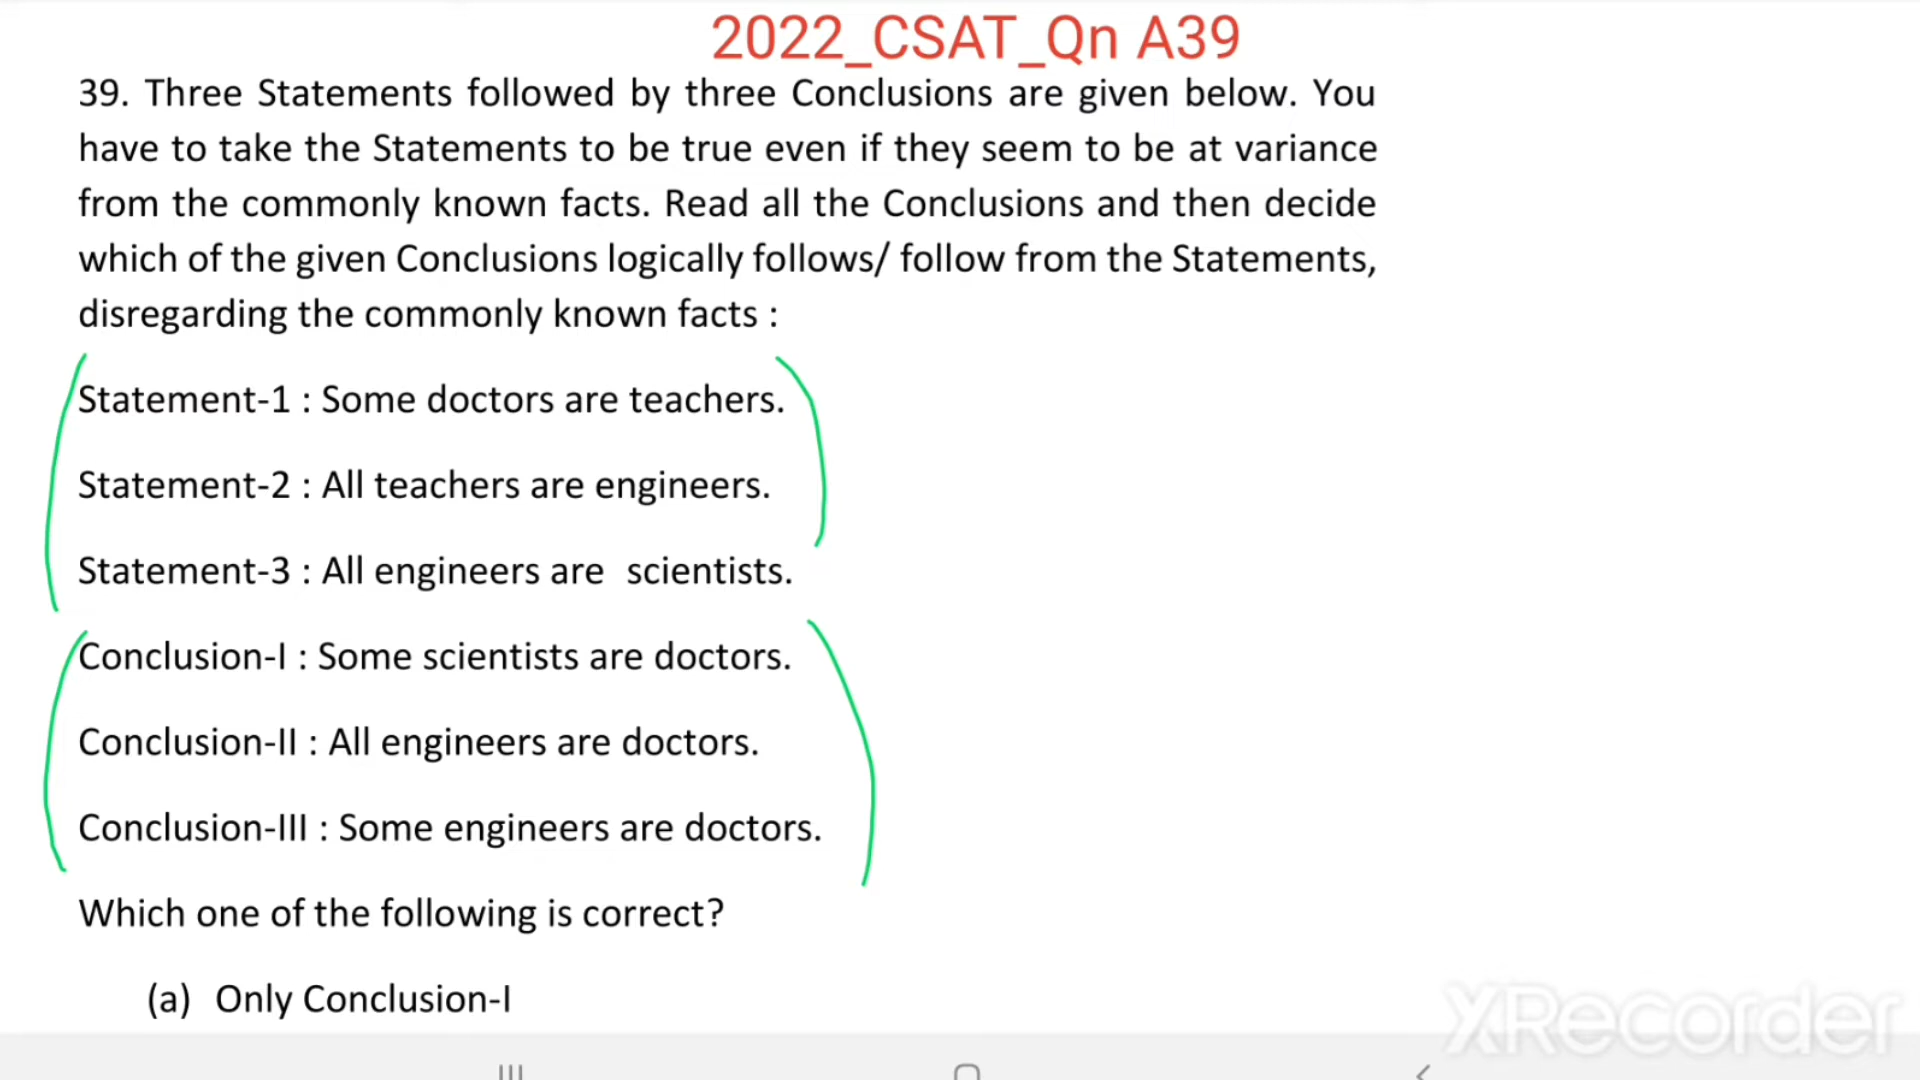 2022_CSAT_Qn A39
39. Three Statements followed by three Conclusions are given below. You
have to take the Statements to be true even if they seem to be at variance
from the commonly known facts. Read all the Conclusions and then decide
which of the given Conclusions logically follows/ follow from the Statements,
disregarding the commonly known facts :
Statement-1 : Some doctors are teachers.
Statement-2 : All teachers are engineers.
Statement-3 : All engineers are scientists.
Conclusion-I : Some scientists are doctors.
Conclusion-II : All engineers are doctors.
Conclusion-III : Some engineers are doctors.
Which one of the following is correct?
(a) Only Conclusion-I
XRecorder